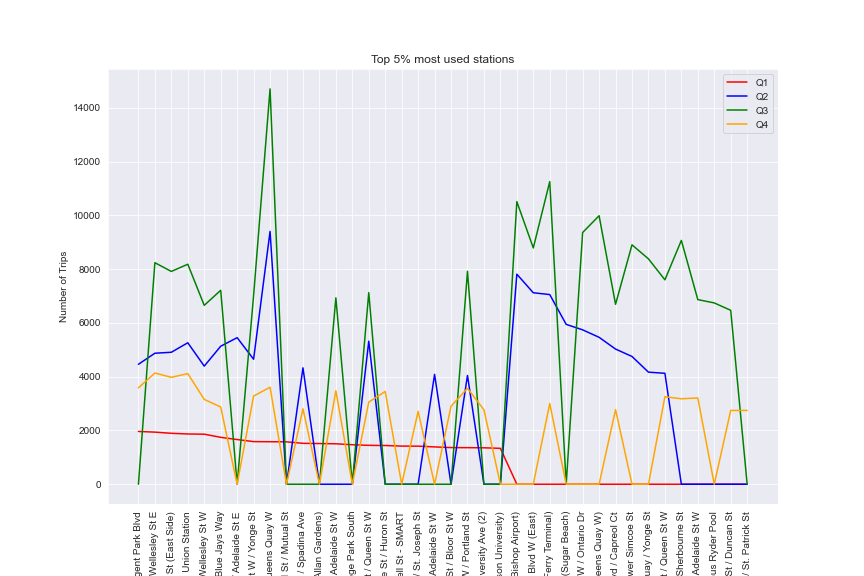 Top 5% most used stations
Q1
Q2
Q3
Q4
Number of Trips
14000
12000
10000
8000
6000
4000
2000
0
gent Park Blvd
Wellesley St E
St (East Side)
Union Station
Wellesley St W
Blue Jays Way
Adelaide St E
t W / Yonge St
ueens Quay W
St / Mutual St
/ Spadina Ave
Allan Gardens)
Adelaide St W
ge Park South
t / Queen St W
e St / Huron St
ell St - SMART
/ St. Joseph St
Adelaide St W
St / Bloor St W
W / Portland St
versity Ave (2)
son University)
Bishop Airport)
Blvd W (East)
Ferry Terminal)
(Sugar Beach)
W / Ontario Dr
eens Quay W)
rd / Capreol Ct
ower Simcoe St
uay / Yonge St
/ Queen St W
Sherbourne St
Adelaide St W
us Ryder Pool
St / Duncan St
/ St. Patrick St